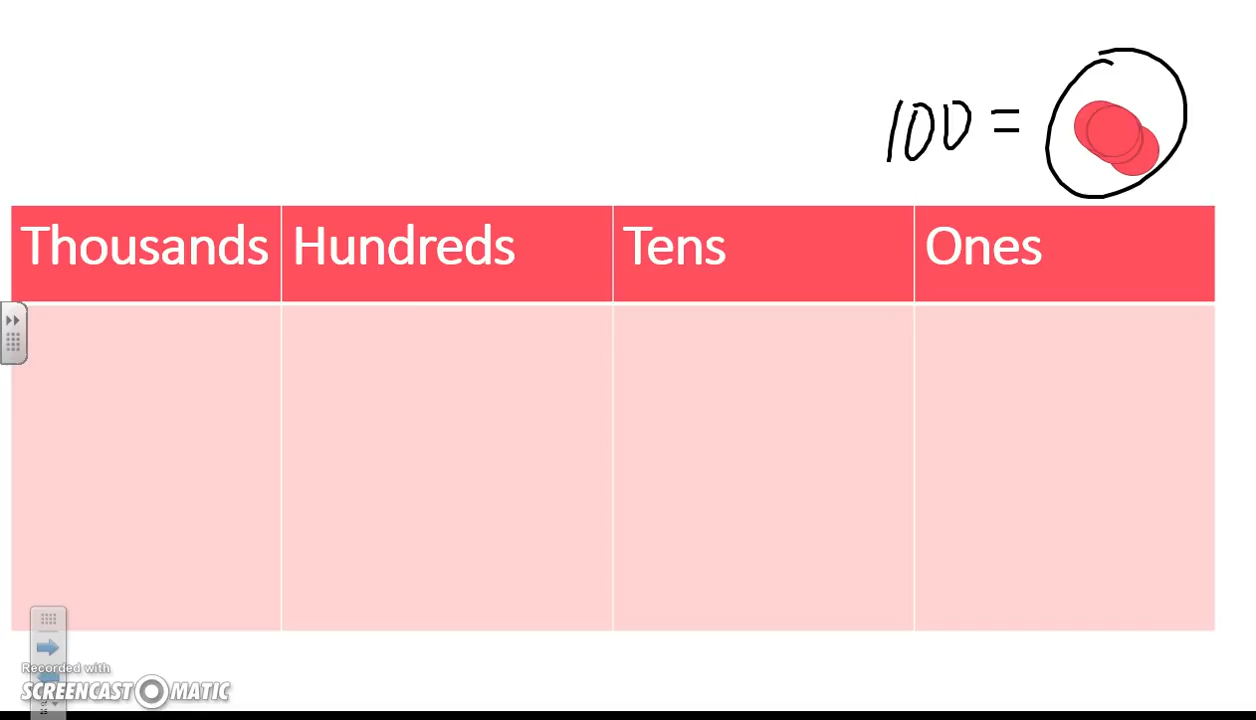 100 =
Thousands Hundreds Tens Ones
Recorded with
SCREENCAST-O-MATIC